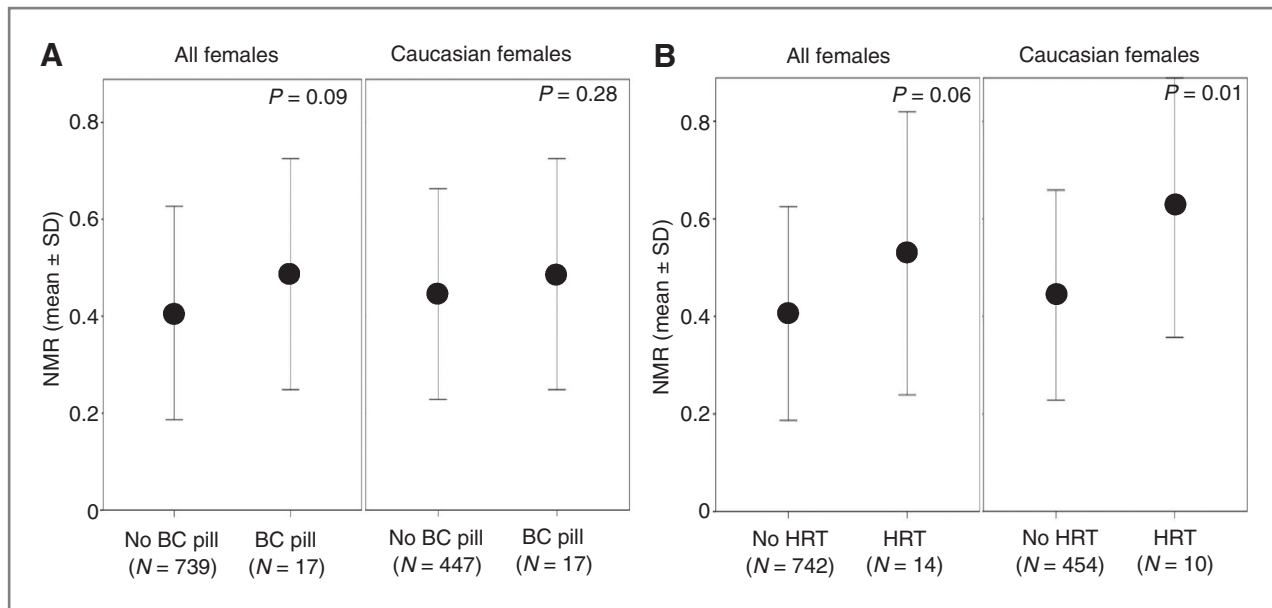 A
All females
Caucasian females
P = 0.09
P = 0.28
NMR (mean ± SD)
0.8
0.6
0.4
0.2
0
No BC pill
(N = 739)
BC pill
(N = 17)
No BC pill
(N = 447)
BC pill
(N = 17)
B
All females
Caucasian females
P = 0.06
P = 0.01
NMR (mean ± SD)
0.8
0.6
0.4
0.2
0
No HRT
(N = 742)
HRT
(N = 14)
No HRT
(N = 454)
HRT
(N = 10)